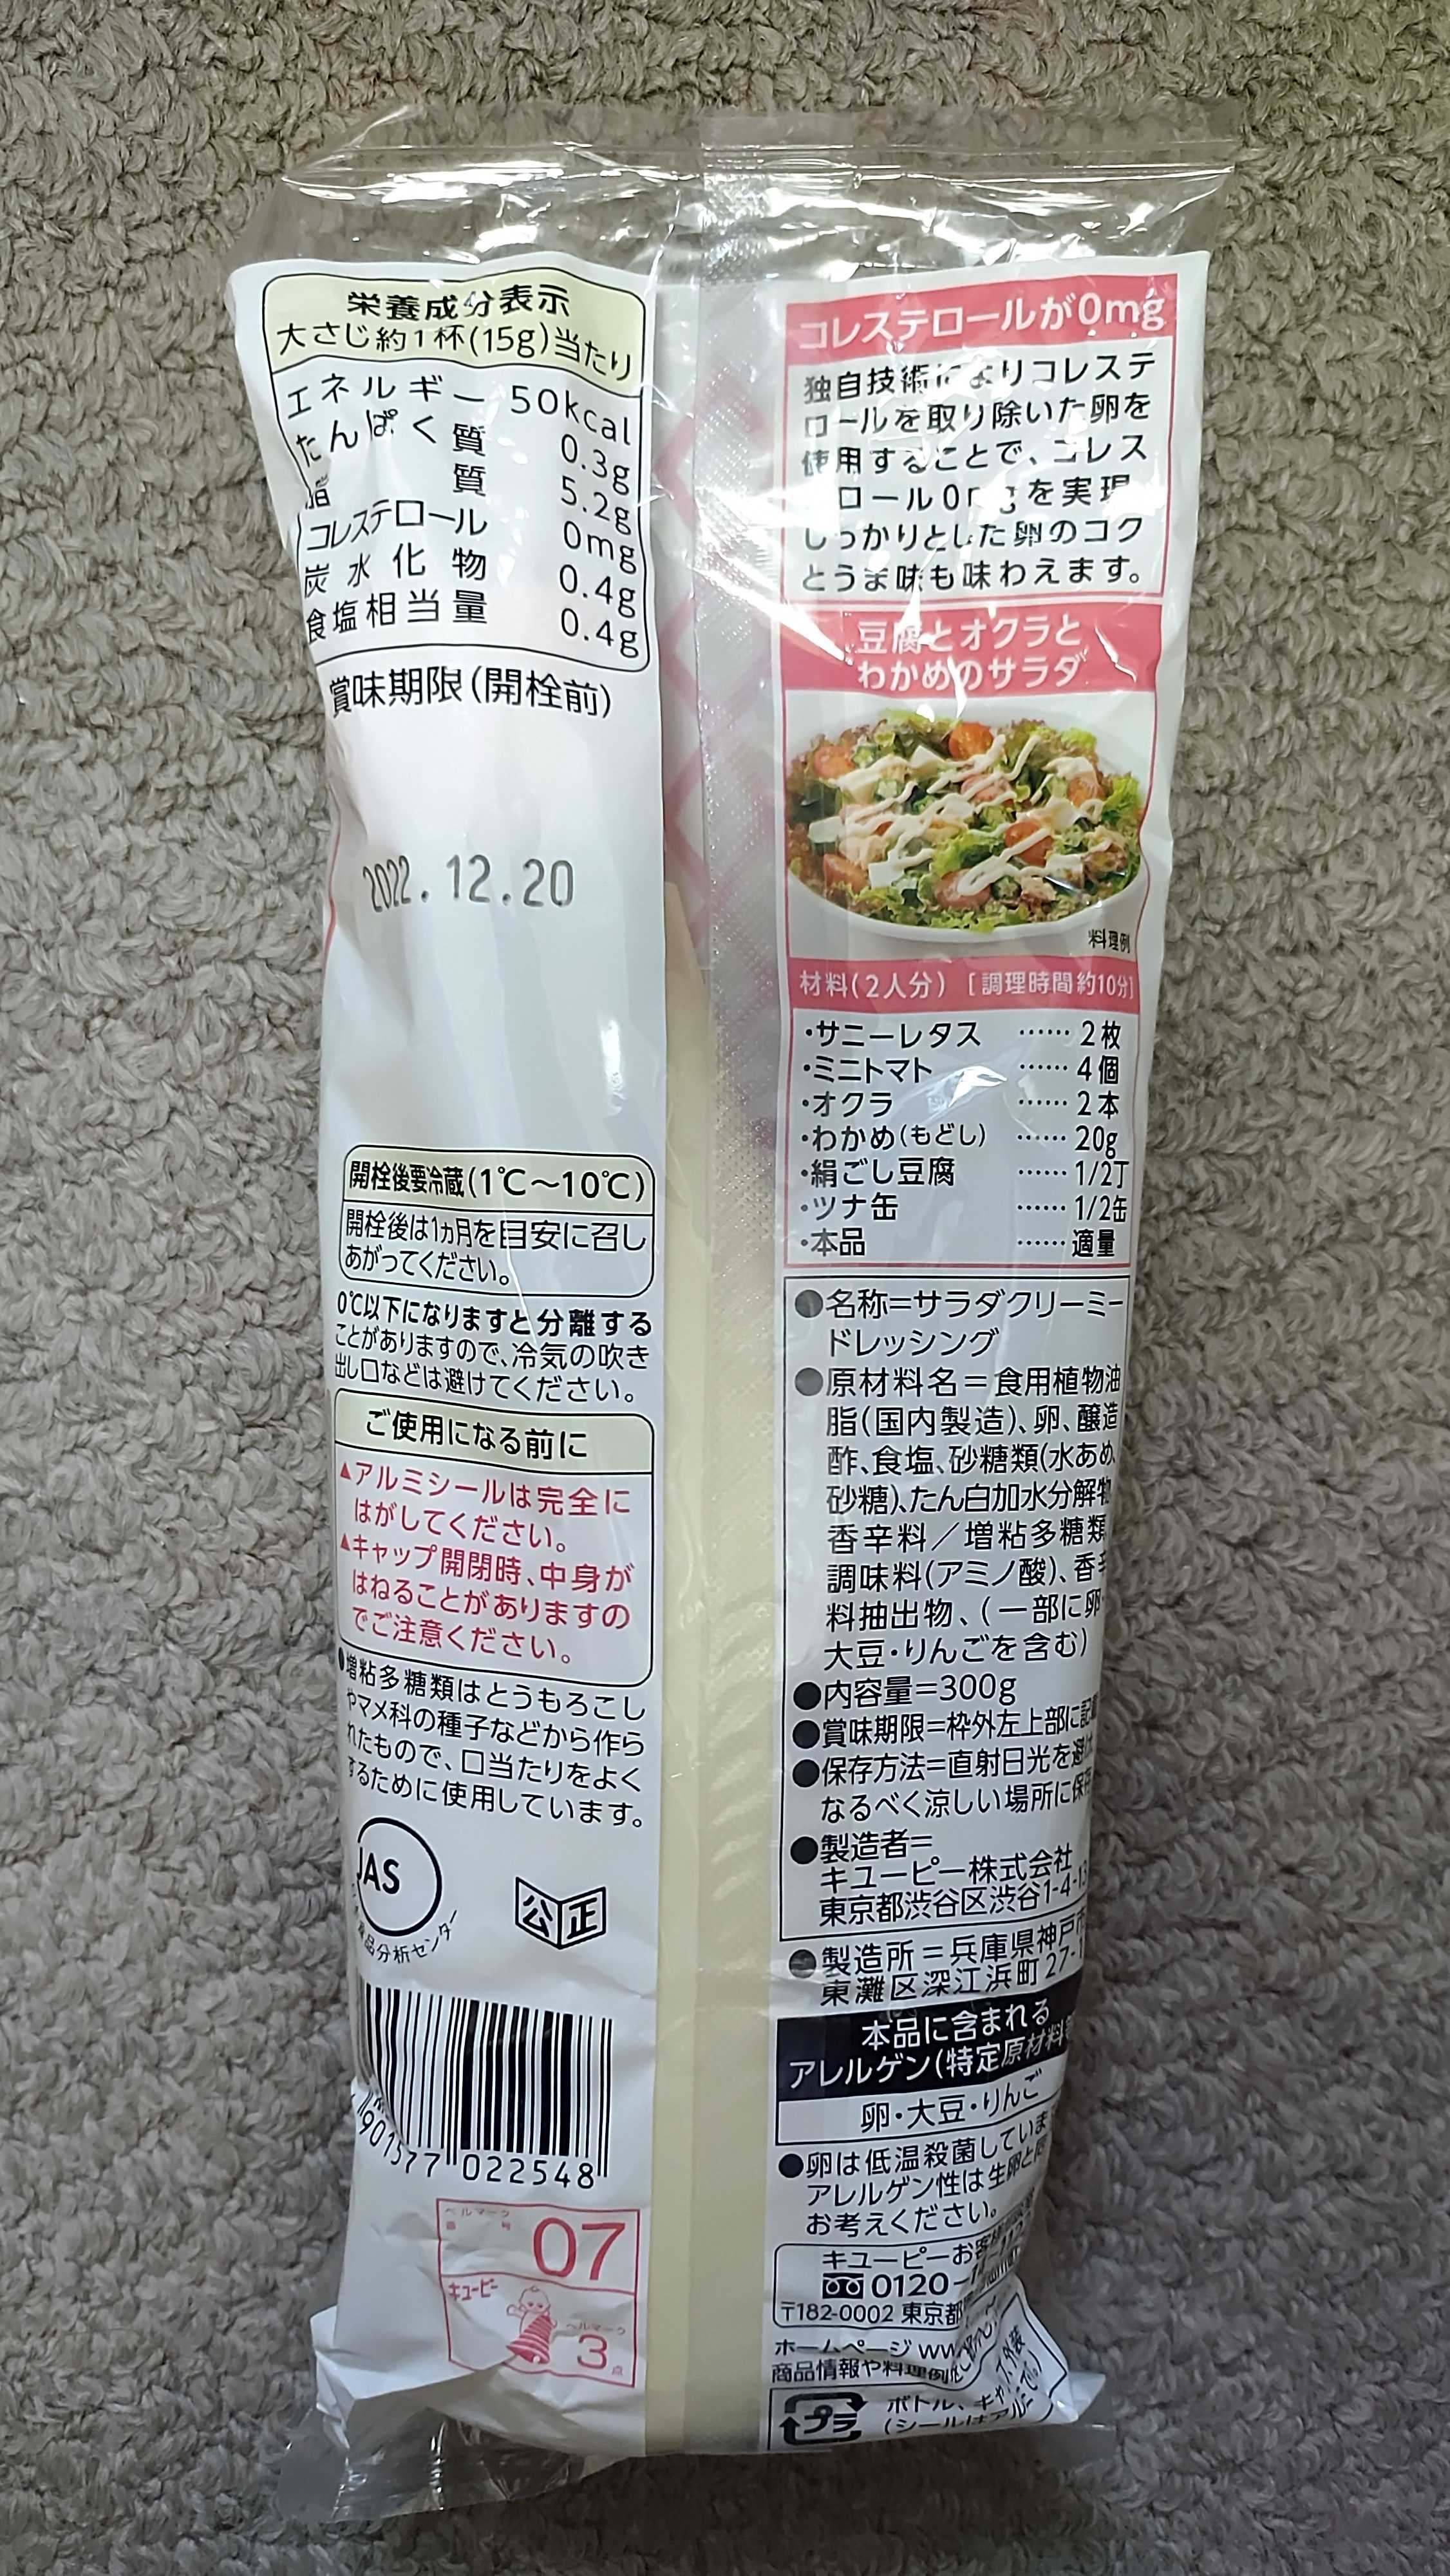 栄養成分表示
大さじ約1杯(15g)当たり
エネルギー 50kcal
たんぱく質 0.3g
脂質 5.2g
コレステロール 0mg
炭水化物 0.4g
食塩相当量 0.4g
賞味期限(開栓前)
2022.12.20
開栓後要冷蔵(1℃～10℃)
開栓後は1ヵ月を目安に召し
あがってください。
0℃以下になりますと分離する
ことがありますので、冷気の吹き
出し口などは避けてください。
ご使用になる前に
▲アルミシールは完全に
はがしてください。
▲キャップ開閉時、中身が
はねることがありますの
でご注意ください。
●増粘多糖類はとうもろこし
やマメ科の種子などから作ら
れたもので、口当たりをよく
するために使用しています。
JAS
品分析センター
公正
4901577 022548
ベルマーク
番号 07
キユーピー
ベルマーク
3点
コレステロールが0mg
独自技術によりコレステ
ロールを取り除いた卵を
使用することで、コレス
ロール0mgを実現
しっかりとした卵のコク
とうま味も味わえます。
豆腐とオクラと
わかめのサラダ
料理例
材料(2人分) [調理時間約10分]
・サニーレタス …… 2枚
・ミニトマト …… 4個
・オクラ …… 2本
・わかめ(もどし) …… 20g
・絹ごし豆腐 …… 1/2丁
・ツナ缶 …… 1/2缶
・本品 …… 適量
●名称=サラダクリーミー
ドレッシング
●原材料名=食用植物油
脂(国内製造)、卵、醸造
酢、食塩、砂糖類(水あめ、
砂糖)、たん白加水分解物
香辛料／増粘多糖類
調味料(アミノ酸)、香辛
料抽出物、(一部に卵・
大豆・りんごを含む)
●内容量=300g
●賞味期限=枠外左上部に記
●保存方法=直射日光を避け
なるべく涼しい場所に保存
●製造者=
キユーピー株式会社
東京都渋谷区渋谷1-4-13
●製造所=兵庫県神戸市
東灘区深江浜町27-
本品に含まれる
アレルゲン(特定原材料等
卵・大豆・りんご
●卵は低温殺菌していま
アレルゲン性は生卵と同
お考えください。
キユーピーお客様
0120-
〒182-0002 東京都
ホームページ ww
商品情報や料理例
プラ
ボトル、キャップ、外装
(シールはアルミ